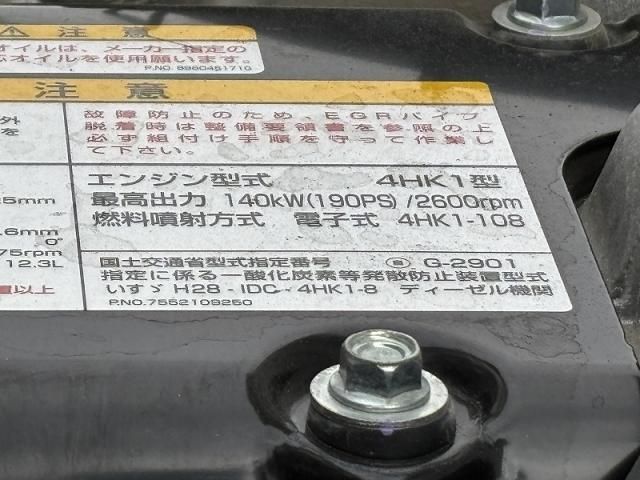 注意
オイルは、メーカー指定の
オイルを使用願います。
P.NO. 8980451710
注意
外
を
5mm
.6mm
0°
75rpm
12.3L
以上
故障防止のため、EGRパイプ
脱着時は整備要領書を参照の上
必ず組付け手順を守って作業し
て下さい。
エンジン型式 4HK1型
最高出力 140kW(190PS)/2600rpm
燃料噴射方式 電子式 4HK1-108
国土交通省型式指定番号 G-2901
指定に係る一酸化炭素等発散防止装置型式
いすゞ H28-IDC-4HK1-8 ディーゼル機関
P.NO.7552109250